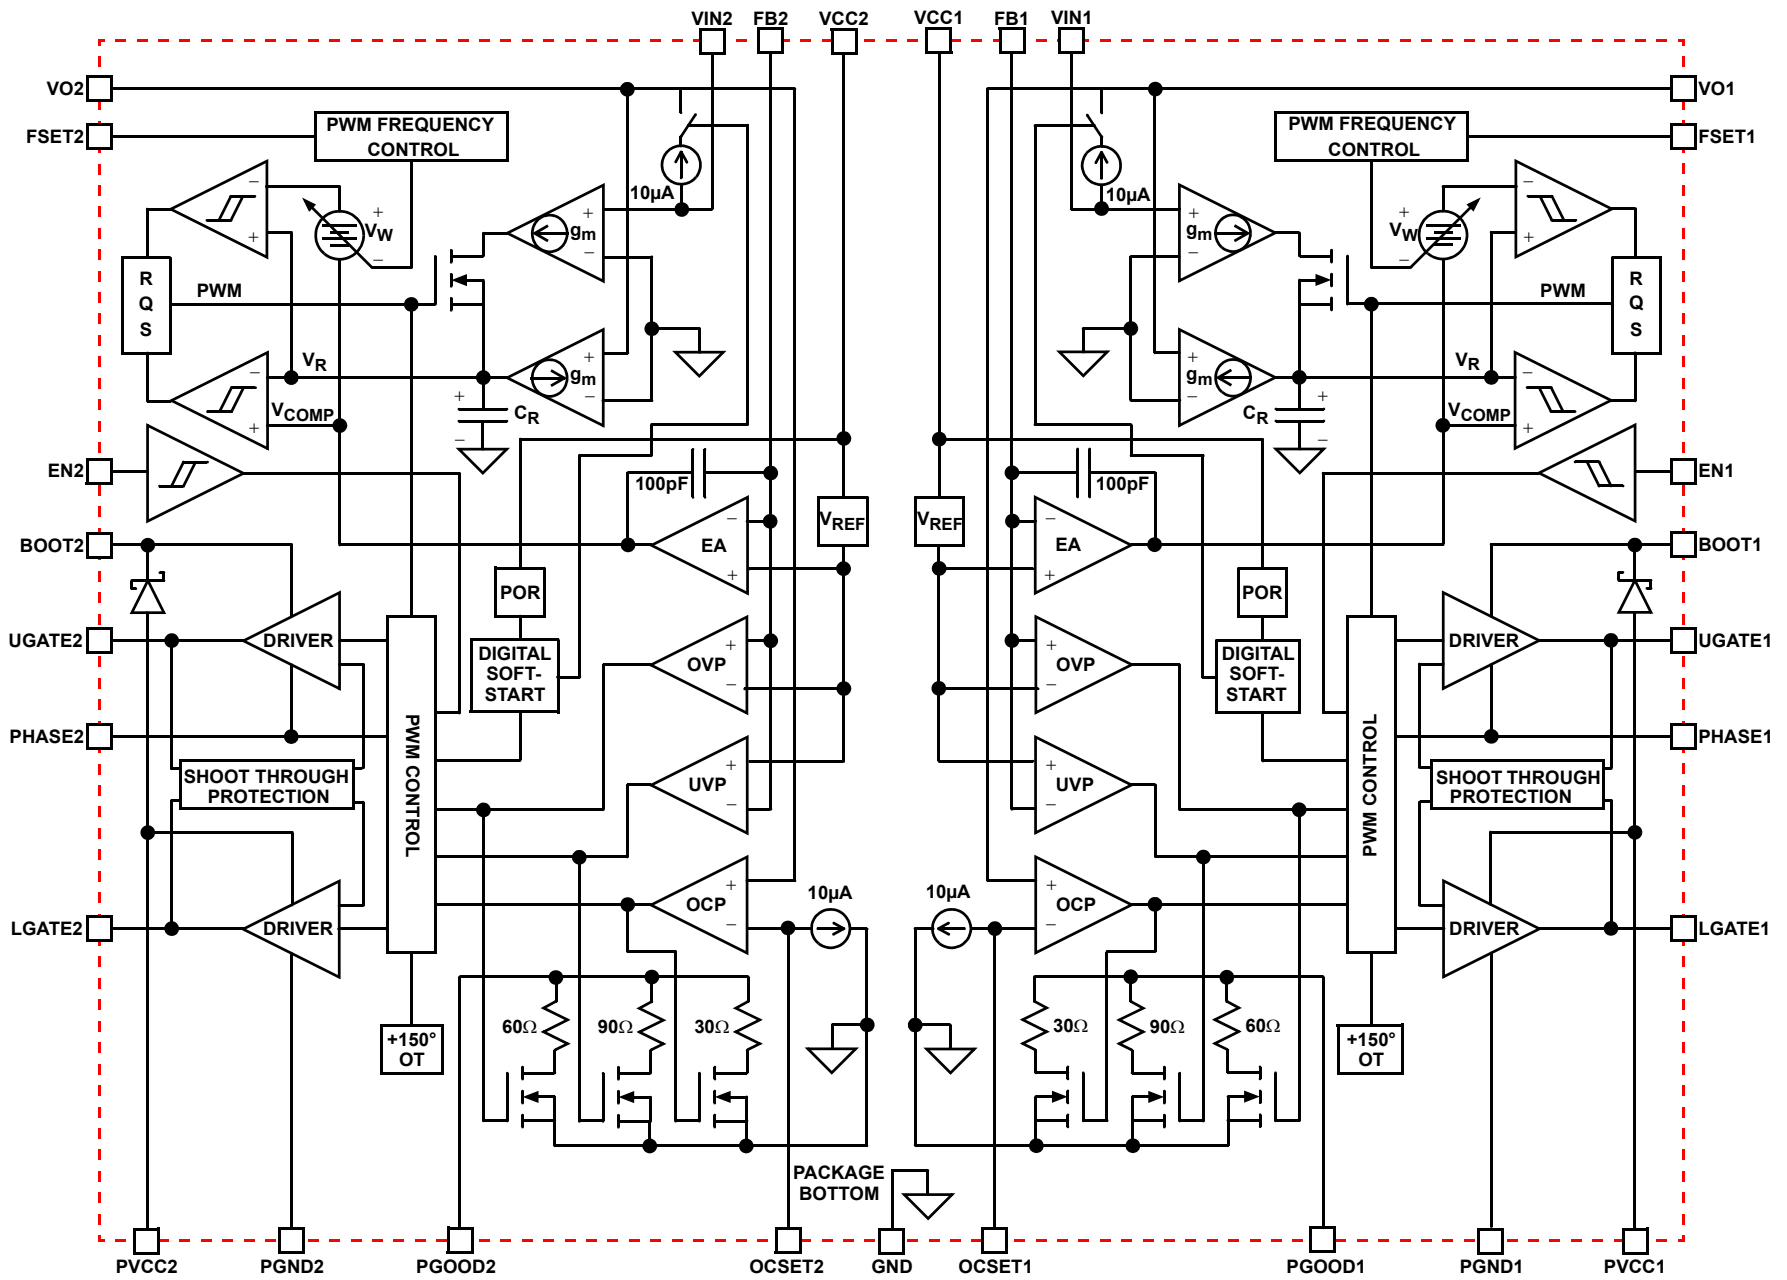 VIN2 FB2 VCC2 VCC1 FB1 VIN1
VO2
VO1
FSET2
PWM FREQUENCY
CONTROL
PWM FREQUENCY
CONTROL
FSET1
10µA
10µA
− + VW −
+
+ gm −
+ gm −
+ VW −
− +
R
Q
S
PWM
PWM
R
Q
S
VR
− +
+ gm −
+ gm −
VR
− +
VCOMP
+ CR −
CR + −
VCOMP
EN2
100pF
100pF
EN1
VREF
VREF
− EA +
− EA +
BOOT2
BOOT1
POR
POR
UGATE2
DRIVER
DIGITAL
SOFT-
START
+ OVP −
+ OVP −
DIGITAL
SOFT-
START
DRIVER
UGATE1
PHASE2
PHASE1
PWM CONTROL
PWM CONTROL
SHOOT THROUGH
PROTECTION
+ UVP −
+ UVP −
SHOOT THROUGH
PROTECTION
LGATE2
DRIVER
+ OCP −
10µA
10µA
+ OCP −
DRIVER
LGATE1
+150°
OT
60Ω 90Ω 30Ω
30Ω 90Ω 60Ω
+150°
OT
PACKAGE
BOTTOM
PVCC2 PGND2 PGOOD2 OCSET2 GND OCSET1 PGOOD1 PGND1 PVCC1